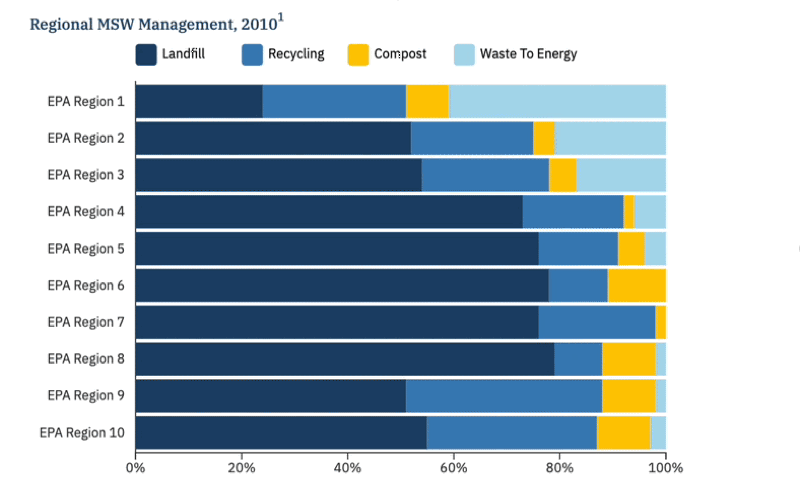 Regional MSW Management, 2010¹
Landfill Recycling Compost Waste To Energy
EPA Region 1
EPA Region 2
EPA Region 3
EPA Region 4
EPA Region 5
EPA Region 6
EPA Region 7
EPA Region 8
EPA Region 9
EPA Region 10
0% 20% 40% 60% 80% 100%